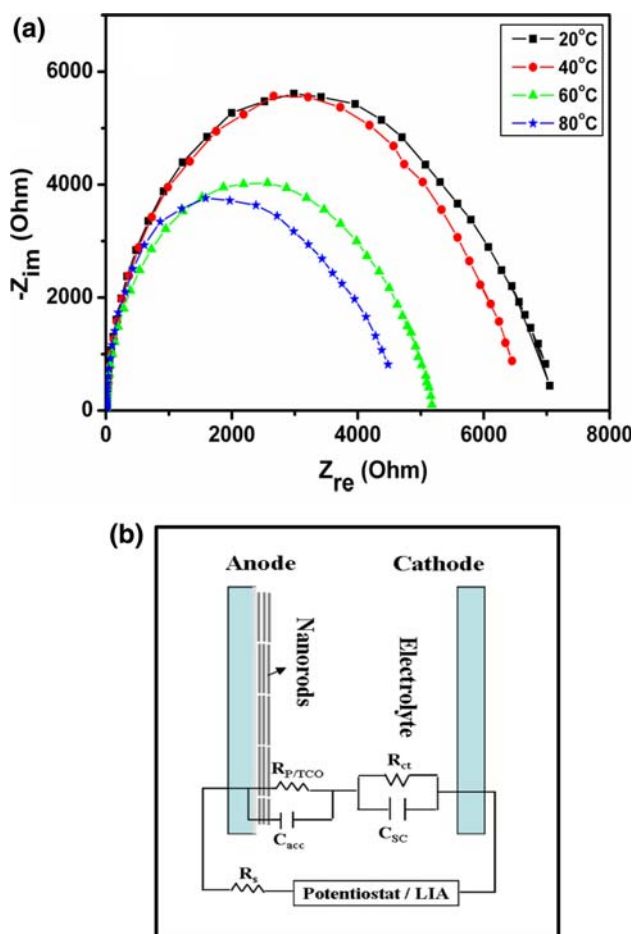 (a)
6000
4000
2000
0
-Z_im (Ohm)
20°C
40°C
60°C
80°C
0 2000 4000 6000 8000
Z_re (Ohm)
(b)
Anode Cathode
Nanorods
Electrolyte
R_P/TCO
R_ct
C_acc
C_SC
R_s
Potentiostat / LIA